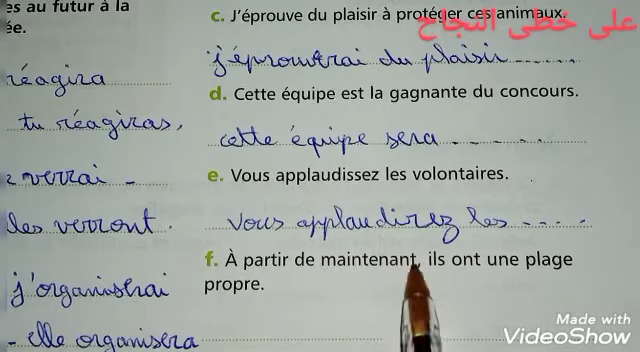 es au futur à la
ée.
réagira
tu réagiras,
verrai -
les verront.
j'organiserai
- elle organisera
c. J'éprouve du plaisir à protéger ces animaux.
j'éprouverai du plaisir ......
d. Cette équipe est la gagnante du concours.
cette équipe sera - - - - .
e. Vous applaudissez les volontaires.
vous applaudirez les - - - -
f. À partir de maintenant, ils ont une plage
propre.
على خطى النجاح
Made with
VideoShow